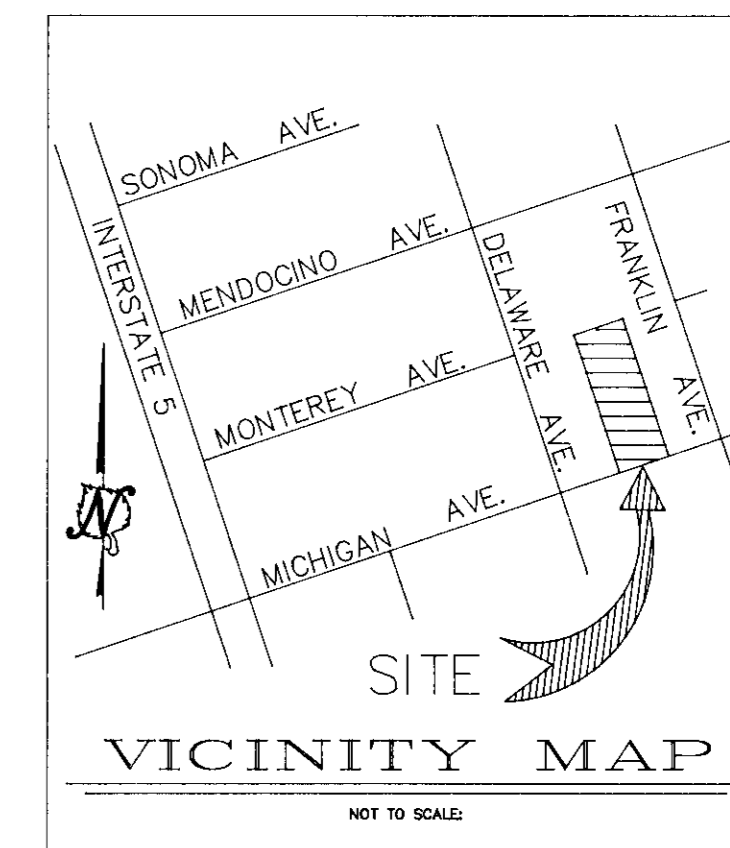 SONOMA AVE.
MENDOCINO AVE.
MONTEREY AVE.
MICHIGAN AVE.
INTERSTATE 5
DELAWARE AVE.
FRANKLIN AVE.
N
SITE
VICINITY MAP
NOT TO SCALE: